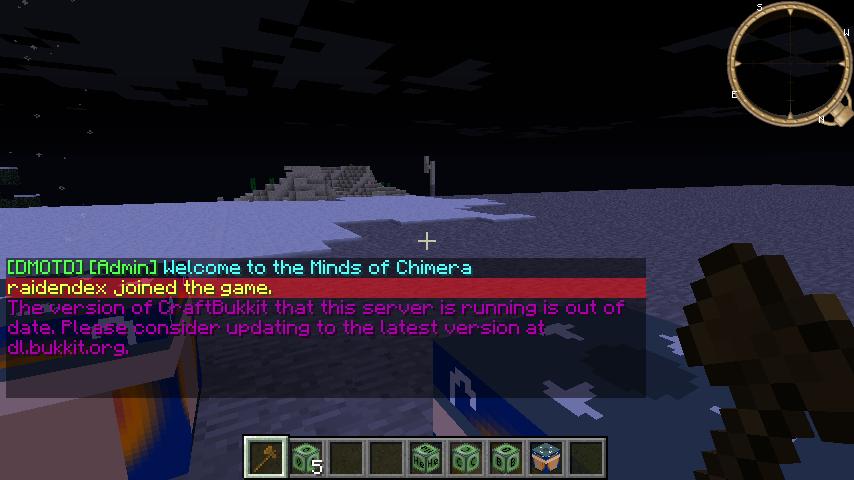 S
W
E
N
[DMOTD] [Admin] Welcome to the Minds of Chimera
raidendex joined the game.
The version of CraftBukkit that this server is running is out of
date. Please consider updating to the latest version at
dl.bukkit.org.
5